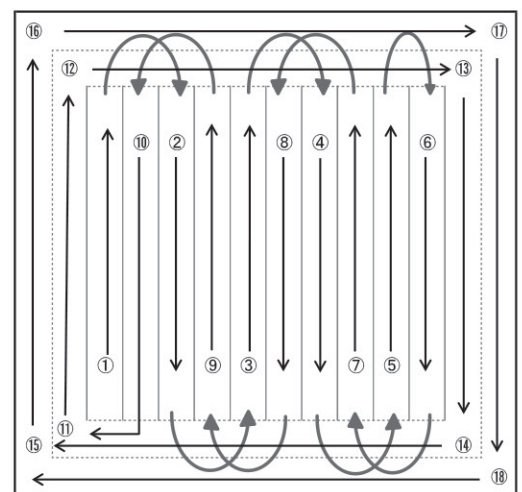 ⑯ ⑰
⑫ ⑬
⑩ ② ⑧ ④ ⑥
① ⑨ ③ ⑦ ⑤
⑪
⑮ ⑭
⑱